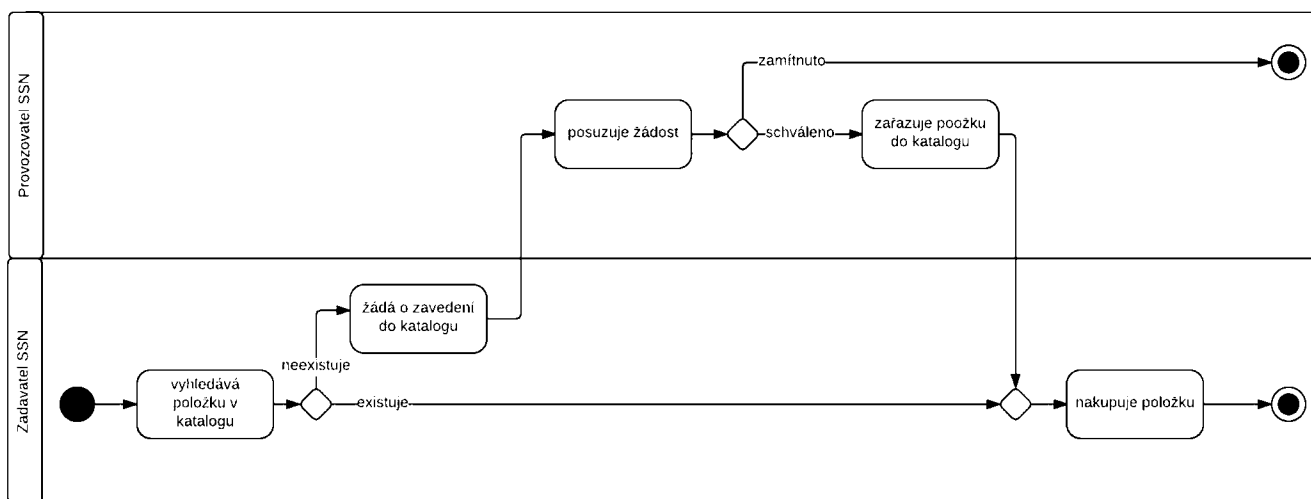 Provozovatel SSN
zamítnuto
posuzuje žádost
schváleno
zařazuje poožku
do katalogu
Zadavatel SSN
žádá o zavedení
do katalogu
neexistuje
vyhledává
položku v
katalogu
existuje
nakupuje položku